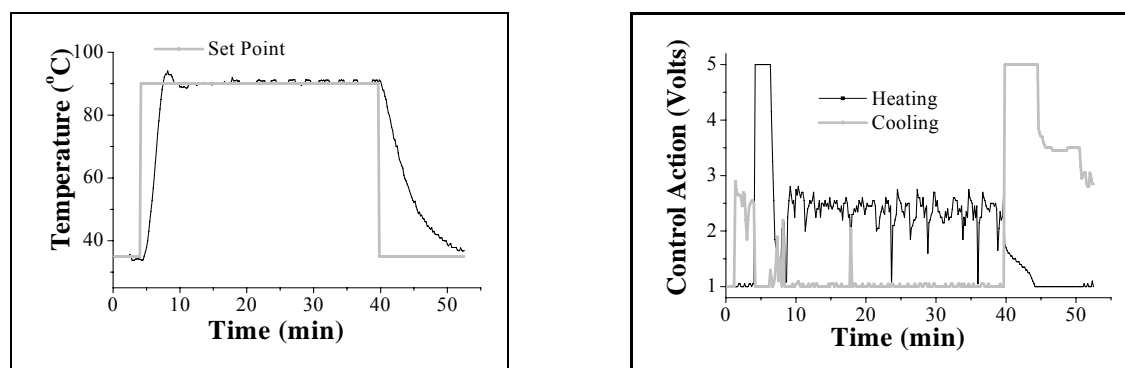 Set Point
100
80
60
40
0 10 20 30 40 50
Temperature (°C)
Time (min)
Heating
Cooling
5
4
3
2
1
0 10 20 30 40 50
Control Action (Volts)
Time (min)